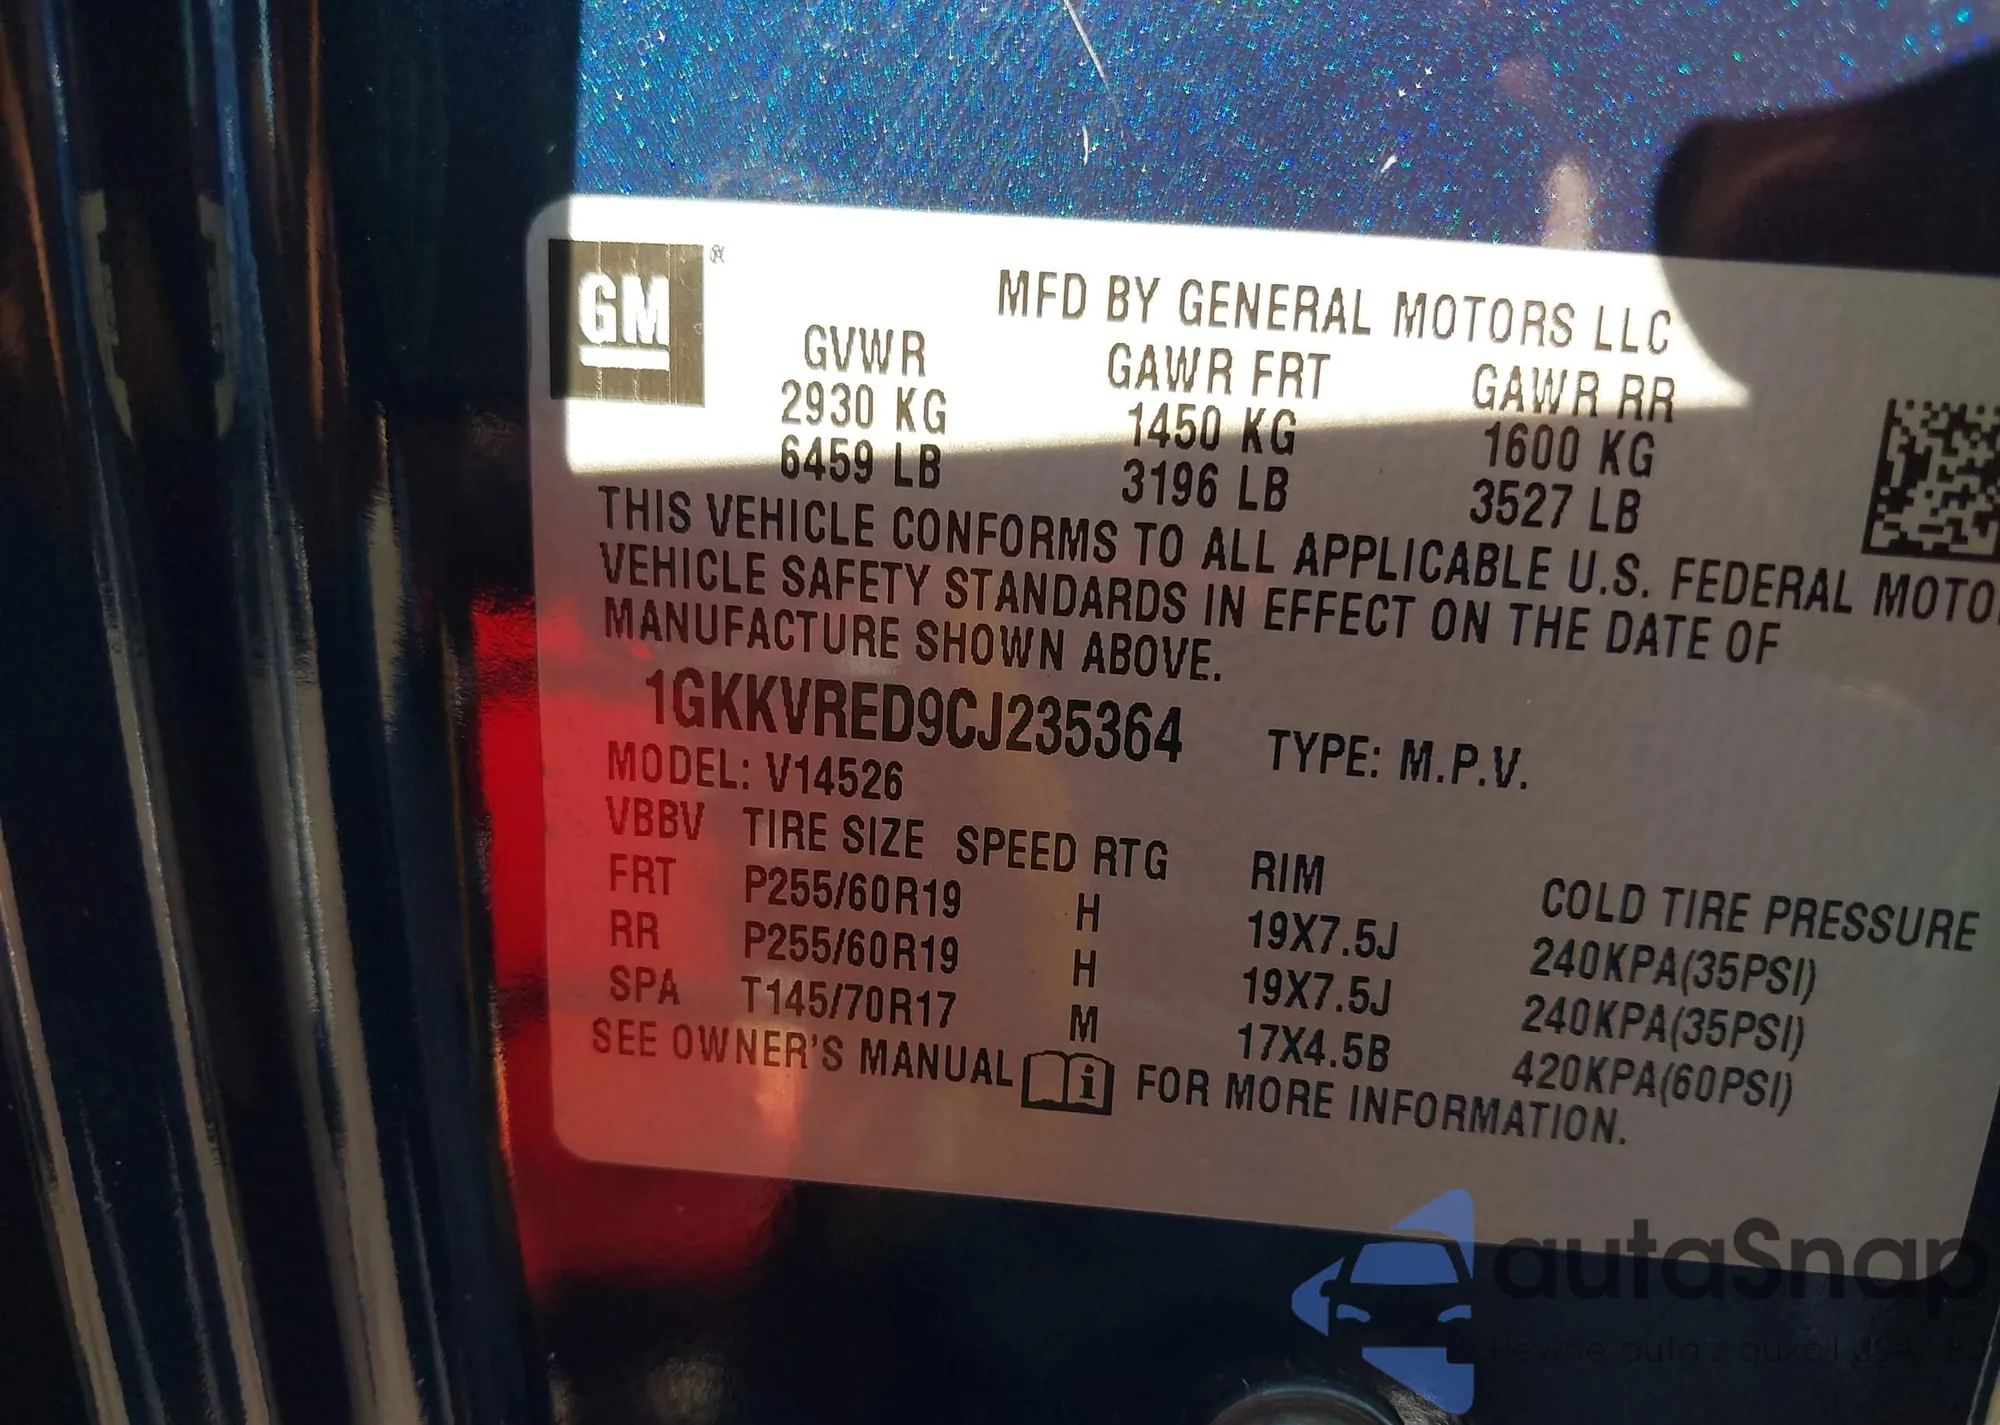 GM ®
MFD BY GENERAL MOTORS LLC
GVWR GAWR FRT GAWR RR
2930 KG 1450 KG 1600 KG
6459 LB 3196 LB 3527 LB
THIS VEHICLE CONFORMS TO ALL APPLICABLE U.S. FEDERAL MOTO
VEHICLE SAFETY STANDARDS IN EFFECT ON THE DATE OF
MANUFACTURE SHOWN ABOVE.
1GKKVRED9CJ235364 TYPE: M.P.V.
MODEL: V14526
VBBV TIRE SIZE SPEED RTG RIM COLD TIRE PRESSURE
FRT P255/60R19 H 19X7.5J 240KPA(35PSI)
RR P255/60R19 H 19X7.5J 240KPA(35PSI)
SPA T145/70R17 M 17X4.5B 420KPA(60PSI)
SEE OWNER'S MANUAL i FOR MORE INFORMATION.
autaSnap
Pewne auta z aukcji USA